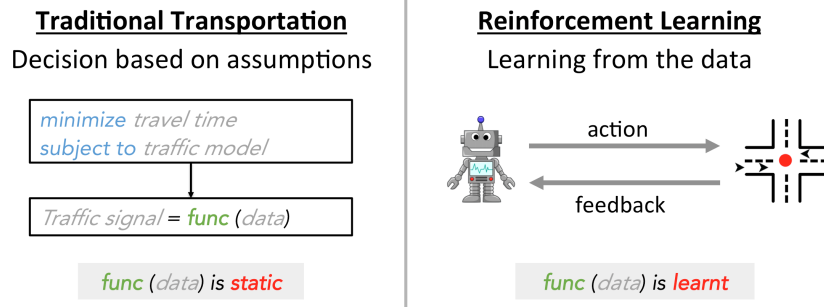 Traditional Transportation
Decision based on assumptions
minimize travel time
subject to traffic model
Traffic signal = func (data)
func (data) is static
Reinforcement Learning
Learning from the data
action
feedback
func (data) is learnt